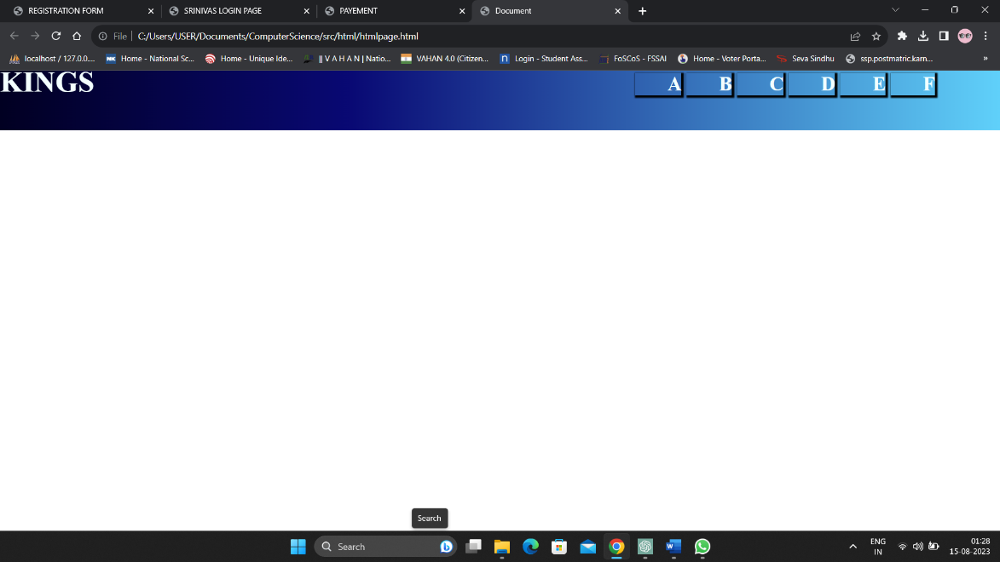 REGISTRATION FORM
SRINIVAS LOGIN PAGE
PAYEMENT
Document
File
C:/Users/USER/Documents/ComputerScience/src/html/htmlpage.html
localhost / 127.0.0....
Home - National Sc...
Home - Unique Ide...
|| V A H A N | Natio...
VAHAN 4.0 (Citizen...
Login - Student Ass...
FoSCoS - FSSAI
Home - Voter Porta...
Seva Sindhu
ssp.postmatric.karn...
»
KINGS
A
B
C
D
E
F
Search
Search
ENG
IN
01:28
15-08-2023